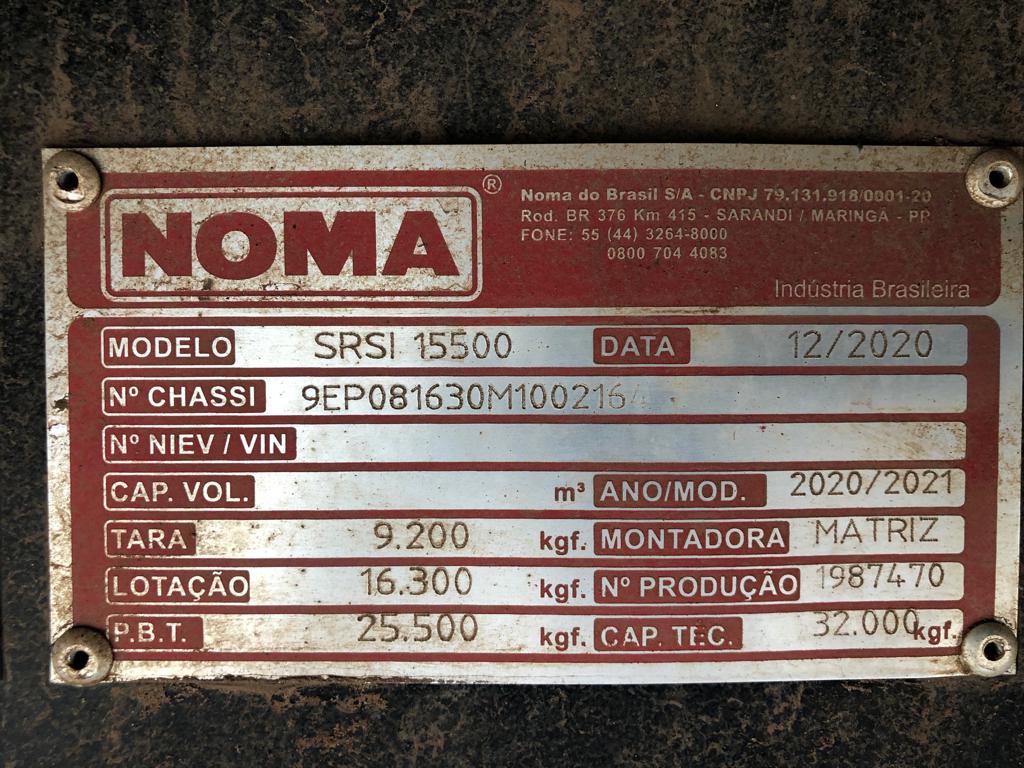 NOMA ®
Noma do Brasil S/A - CNPJ 79.131.918/0001-20
Rod. BR 376 Km 415 - SARANDI / MARINGÁ - PR
FONE: 55 (44) 3264-8000
0800 704 4083
Indústria Brasileira
MODELO SRSI 15500 DATA 12/2020
Nº CHASSI 9EP081630M1002164
Nº NIEV / VIN
CAP. VOL. m³ ANO/MOD. 2020/2021
TARA 9.200 kgf. MONTADORA MATRIZ
LOTAÇÃO 16.300 kgf. Nº PRODUÇÃO 1987470
P.B.T. 25.500 kgf. CAP. TEC. 32.000 kgf.